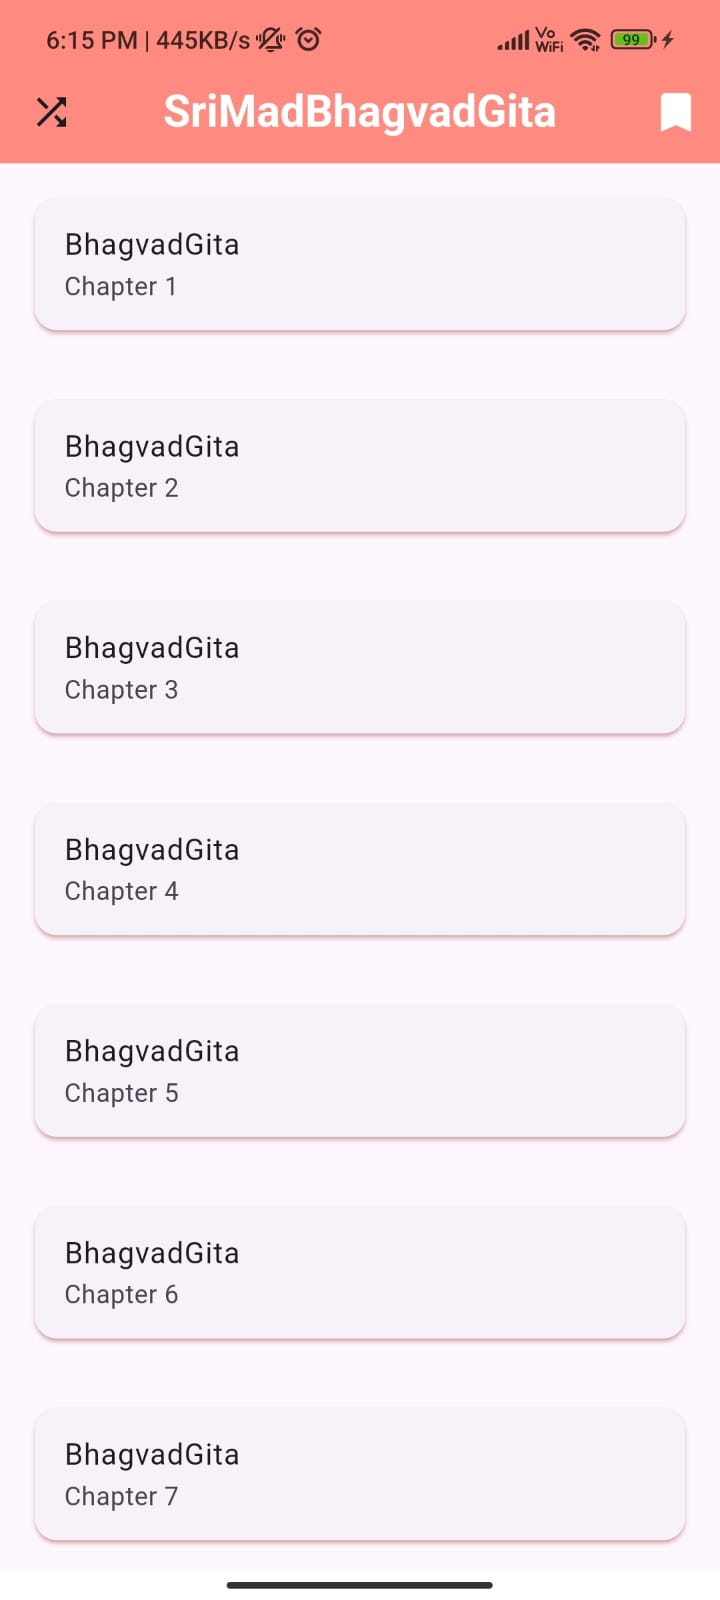 6:15 PM | 445KB/s Vo WiFi 99
SriMadBhagvadGita
BhagvadGita
Chapter 1
BhagvadGita
Chapter 2
BhagvadGita
Chapter 3
BhagvadGita
Chapter 4
BhagvadGita
Chapter 5
BhagvadGita
Chapter 6
BhagvadGita
Chapter 7